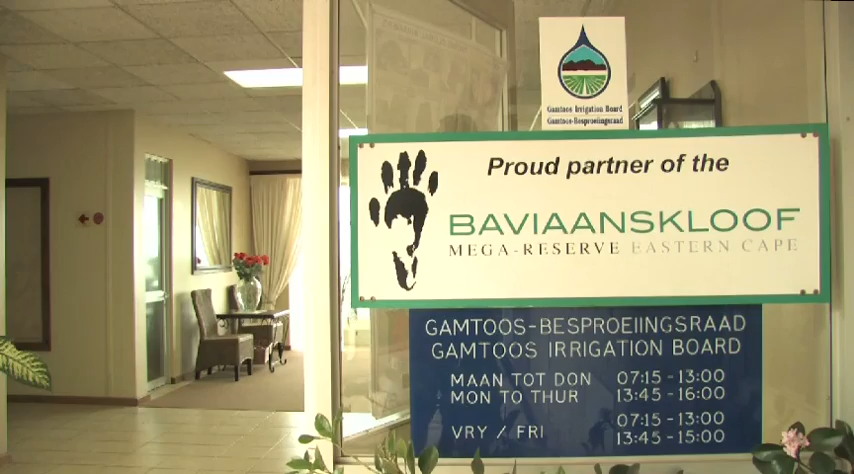 Gamtoos Irrigation Board
Gamtoos-Besproeiingsraad
Proud partner of the
BAVIAANSKLOOF
MEGA-RESERVE EASTERN CAPE
GAMTOOS-BESPROEIINGSRAAD
GAMTOOS IRRIGATION BOARD
MAAN TOT DON 07:15 - 13:00
MON TO THUR 13:45 - 16:00
07:15 - 13:00
VRY / FRI
13:45 - 15:00